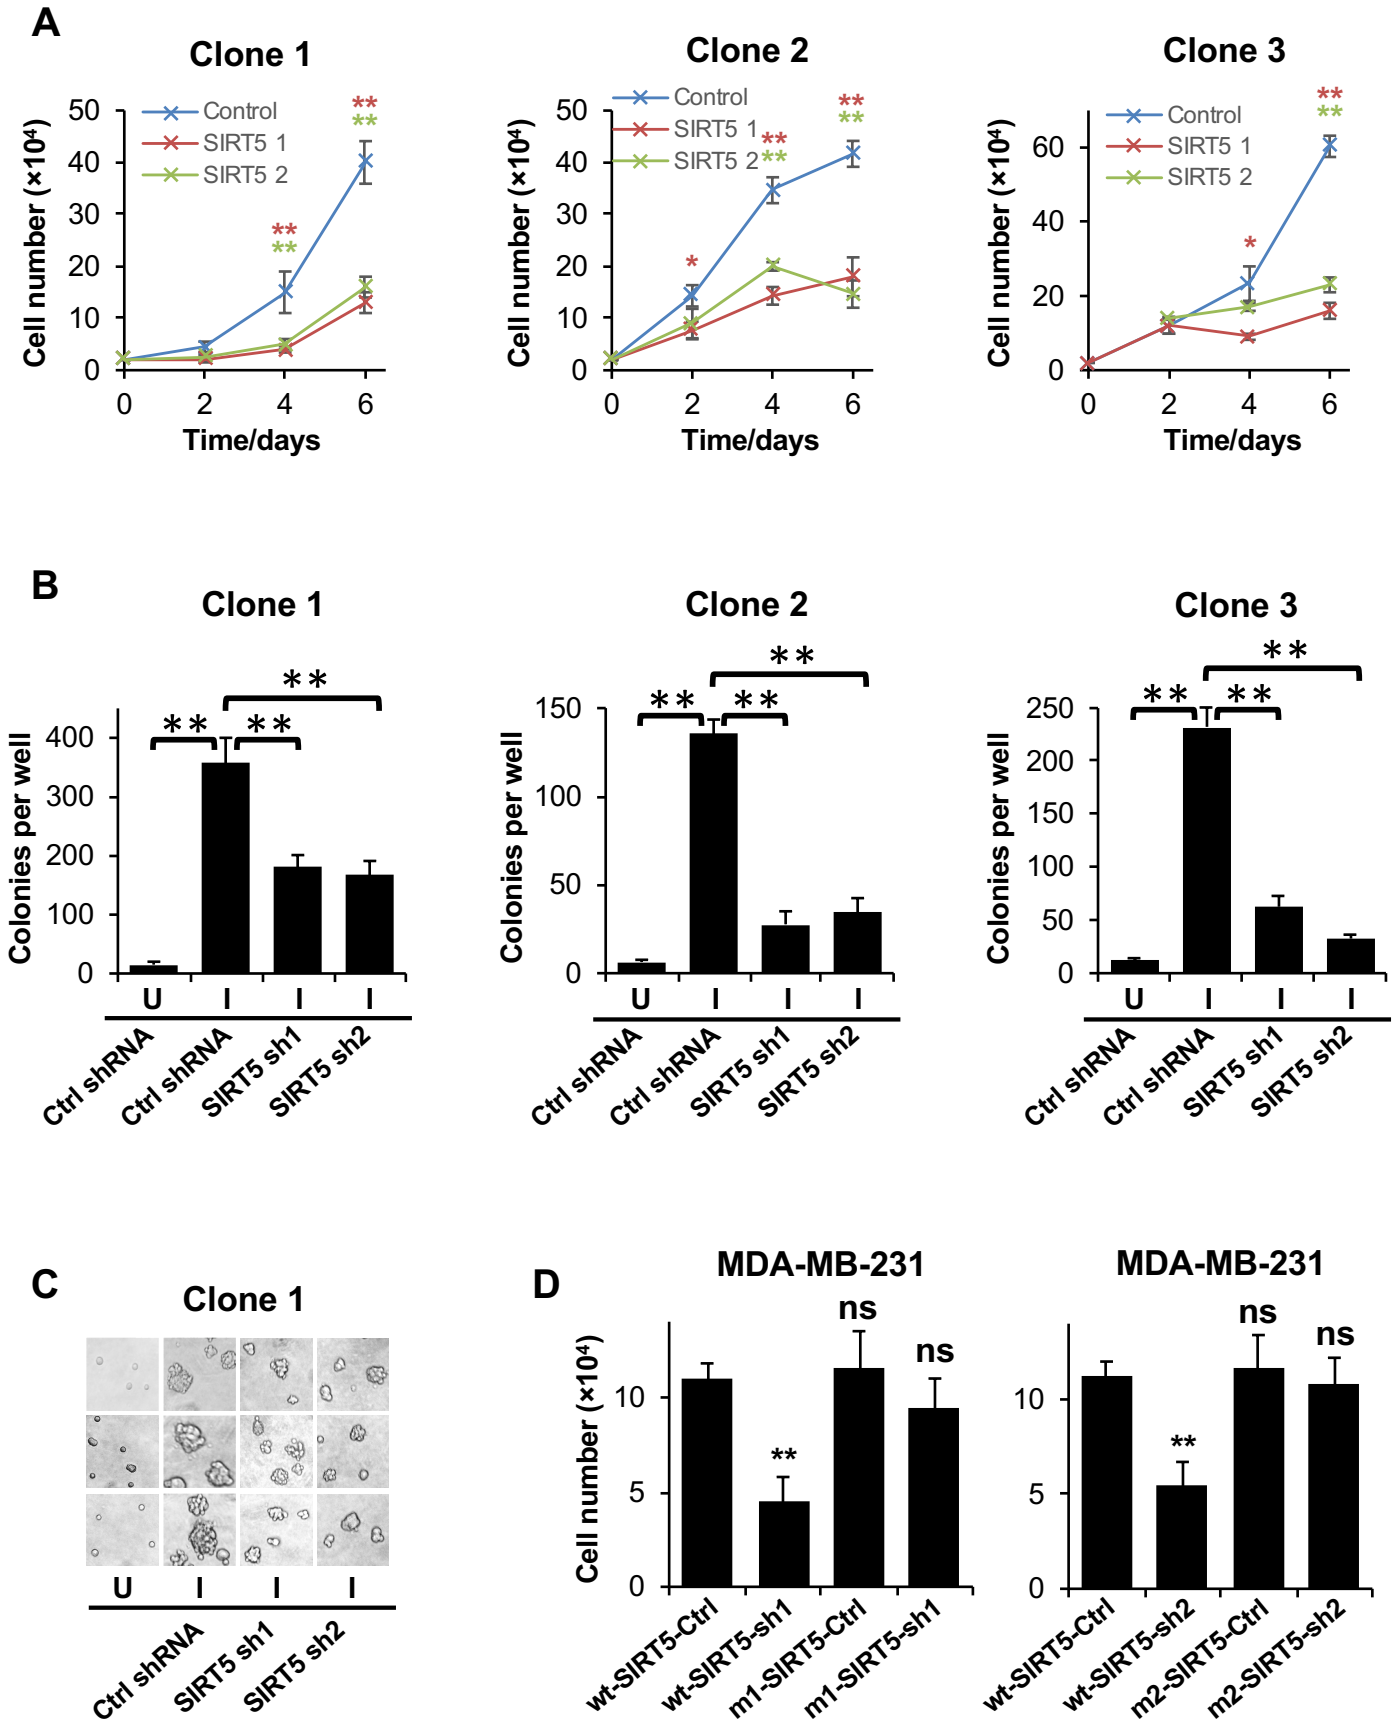 A
Clone 1
Clone 2
Clone 3
Cell number (×10⁴)
50
40
30
20
10
0
Control
SIRT5 1
SIRT5 2
**
**
**
**
0 2 4 6
Time/days
Cell number (×10⁴)
50
40
30
20
10
0
Control
SIRT5 1
SIRT5 2
*
**
**
**
**
0 2 4 6
Time/days
Cell number (×10⁴)
60
40
20
0
Control
SIRT5 1
SIRT5 2
*
**
**
0 2 4 6
Time/days
B
Clone 1
Clone 2
Clone 3
Colonies per well
400
300
200
100
0
**
** **
U I I I
Ctrl shRNA
Ctrl shRNA
SIRT5 sh1
SIRT5 sh2
Colonies per well
150
100
50
0
**
** **
U I I I
Ctrl shRNA
Ctrl shRNA
SIRT5 sh1
SIRT5 sh2
Colonies per well
250
200
150
100
50
0
**
** **
U I I I
Ctrl shRNA
Ctrl shRNA
SIRT5 sh1
SIRT5 sh2
C
Clone 1
U I I I
Ctrl shRNA
SIRT5 sh1
SIRT5 sh2
D
MDA-MB-231
Cell number (×10⁴)
10
5
0
**
ns
ns
wt-SIRT5-Ctrl
wt-SIRT5-sh1
m1-SIRT5-Ctrl
m1-SIRT5-sh1
MDA-MB-231
10
5
0
**
ns
ns
wt-SIRT5-Ctrl
wt-SIRT5-sh2
m2-SIRT5-Ctrl
m2-SIRT5-sh2